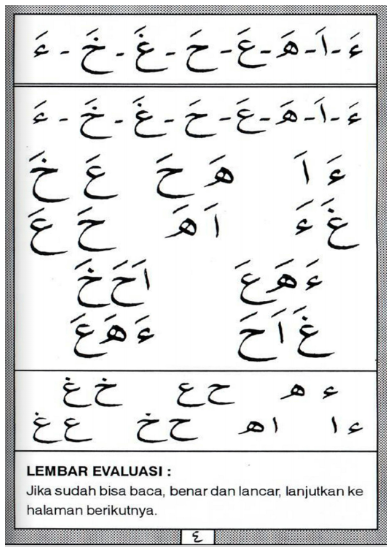 ءَ - اَ - هَ - عَ - حَ - غَ - خَ - ءَ
ءَ - اَ - هَ - عَ - حَ - غَ - خَ - ءَ
ءَ اَ هَ حَ عَ خَ
غَ ءَ اَ هَ حَ عَ
ءَ هَ عَ اَ حَ خَ
غَ اَ حَ ءَ هَ عَ
ء ه ح ع خ غ
ء ا ا ه ح خ ع غ
LEMBAR EVALUASI :
Jika sudah bisa baca, benar dan lancar, lanjutkan ke
halaman berikutnya.
٤